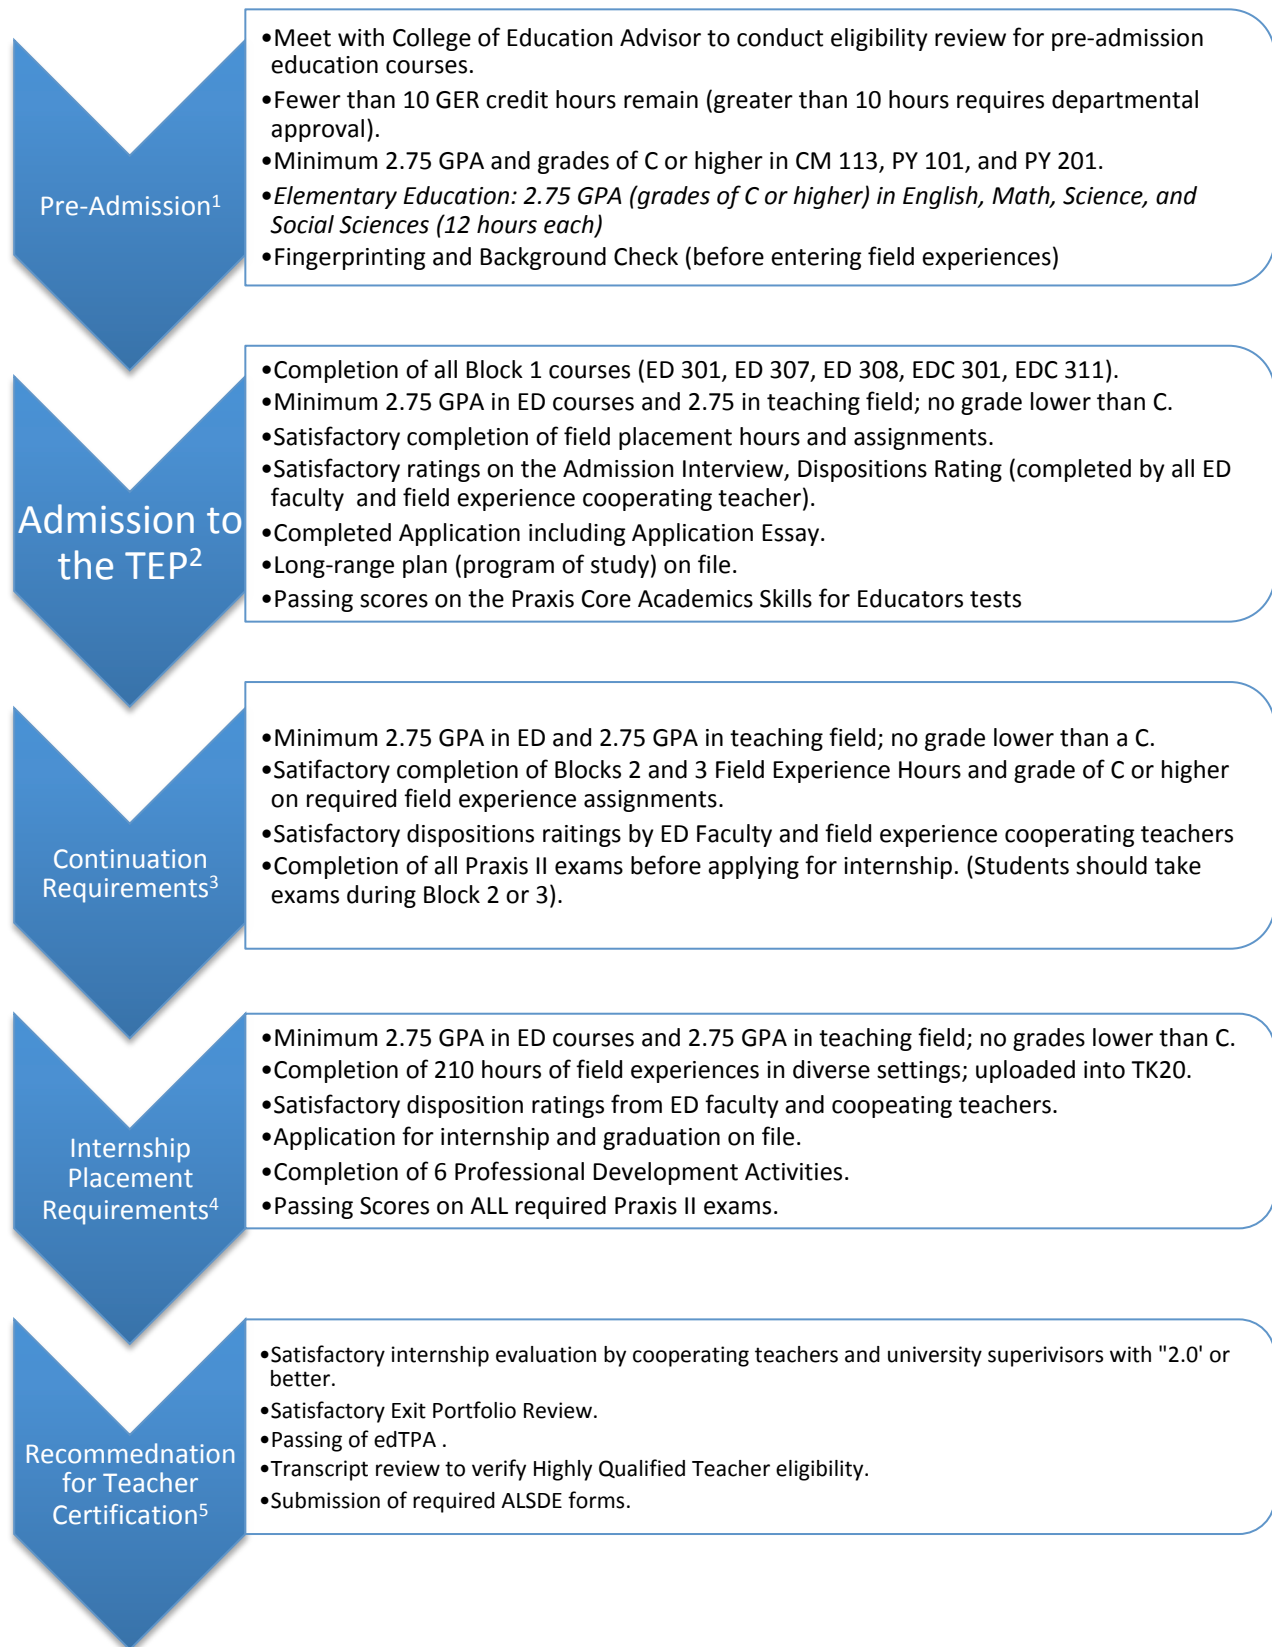 Pre-Admission¹
•Meet with College of Education Advisor to conduct eligibility review for pre-admission
education courses.
•Fewer than 10 GER credit hours remain (greater than 10 hours requires departmental
approval).
•Minimum 2.75 GPA and grades of C or higher in CM 113, PY 101, and PY 201.
•Elementary Education: 2.75 GPA (grades of C or higher) in English, Math, Science, and
Social Sciences (12 hours each)
•Fingerprinting and Background Check (before entering field experiences)
Admission to
the TEP²
•Completion of all Block 1 courses (ED 301, ED 307, ED 308, EDC 301, EDC 311).
•Minimum 2.75 GPA in ED courses and 2.75 in teaching field; no grade lower than C.
•Satisfactory completion of field placement hours and assignments.
•Satisfactory ratings on the Admission Interview, Dispositions Rating (completed by all ED
faculty and field experience cooperating teacher).
•Completed Application including Application Essay.
•Long-range plan (program of study) on file.
•Passing scores on the Praxis Core Academics Skills for Educators tests
Continuation
Requirements³
•Minimum 2.75 GPA in ED and 2.75 GPA in teaching field; no grade lower than a C.
•Satifactory completion of Blocks 2 and 3 Field Experience Hours and grade of C or higher
on required field experience assignments.
•Satisfactory dispositions raitings by ED Faculty and field experience cooperating teachers
•Completion of all Praxis II exams before applying for internship. (Students should take
exams during Block 2 or 3).
Internship
Placement
Requirements⁴
•Minimum 2.75 GPA in ED courses and 2.75 GPA in teaching field; no grades lower than C.
•Completion of 210 hours of field experiences in diverse settings; uploaded into TK20.
•Satisfactory disposition ratings from ED faculty and coopeating teachers.
•Application for internship and graduation on file.
•Completion of 6 Professional Development Activities.
•Passing Scores on ALL required Praxis II exams.
Recommednation
for Teacher
Certification⁵
•Satisfactory internship evaluation by cooperating teachers and university superivisors with "2.0' or
better.
•Satisfactory Exit Portfolio Review.
•Passing of edTPA .
•Transcript review to verify Highly Qualified Teacher eligibility.
•Submission of required ALSDE forms.